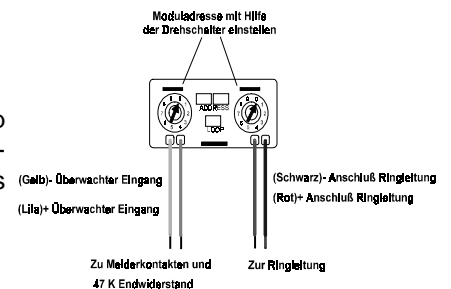 Moduladresse mit Hilfe
der Drehschalter einstellen
ADDRESS
LOOP
(Gelb)- Überwachter Eingang
(Lila)+ Überwachter Eingang
(Schwarz)- Anschluß Ringleitung
(Rot)+ Anschluß Ringleitung
Zu Melderkontakten und
47 K Endwiderstand
Zur Ringleitung